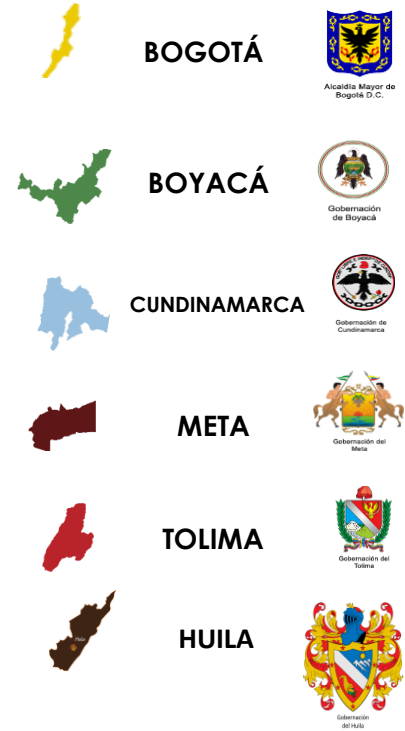 BOGOTÁ
Alcaldía Mayor de
Bogotá D.C.
BOYACÁ
Gobernación
de Boyacá
CUNDINAMARCA
Gobernación de
Cundinamarca
META
Gobernación del
Meta
TOLIMA
Gobernación del
Tolima
Huila
HUILA
Gobernación
del Huila